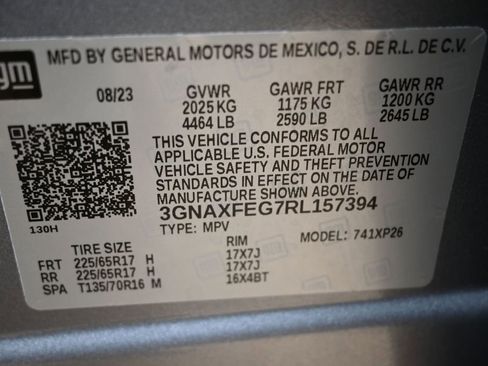 gm
MFD BY GENERAL MOTORS DE MEXICO, S. DE R.L. DE C.V.
08/23 GVWR GAWR FRT GAWR RR
2025 KG 1175 KG 1200 KG
4464 LB 2590 LB 2645 LB
THIS VEHICLE CONFORMS TO ALL
APPLICABLE U.S. FEDERAL MOTOR
VEHICLE SAFETY AND THEFT PREVENTION
STANDARDS IN EFFECT ON THE DATE OF
MANUFACTURE SHOWN ABOVE.
130H 3GNAXFEG7RL157394
TYPE: MPV MODEL: 741XP26
TIRE SIZE RIM
FRT 225/65R17 H 17X7J
RR 225/65R17 H 17X7J
SPA T135/70R16 M 16X4BT